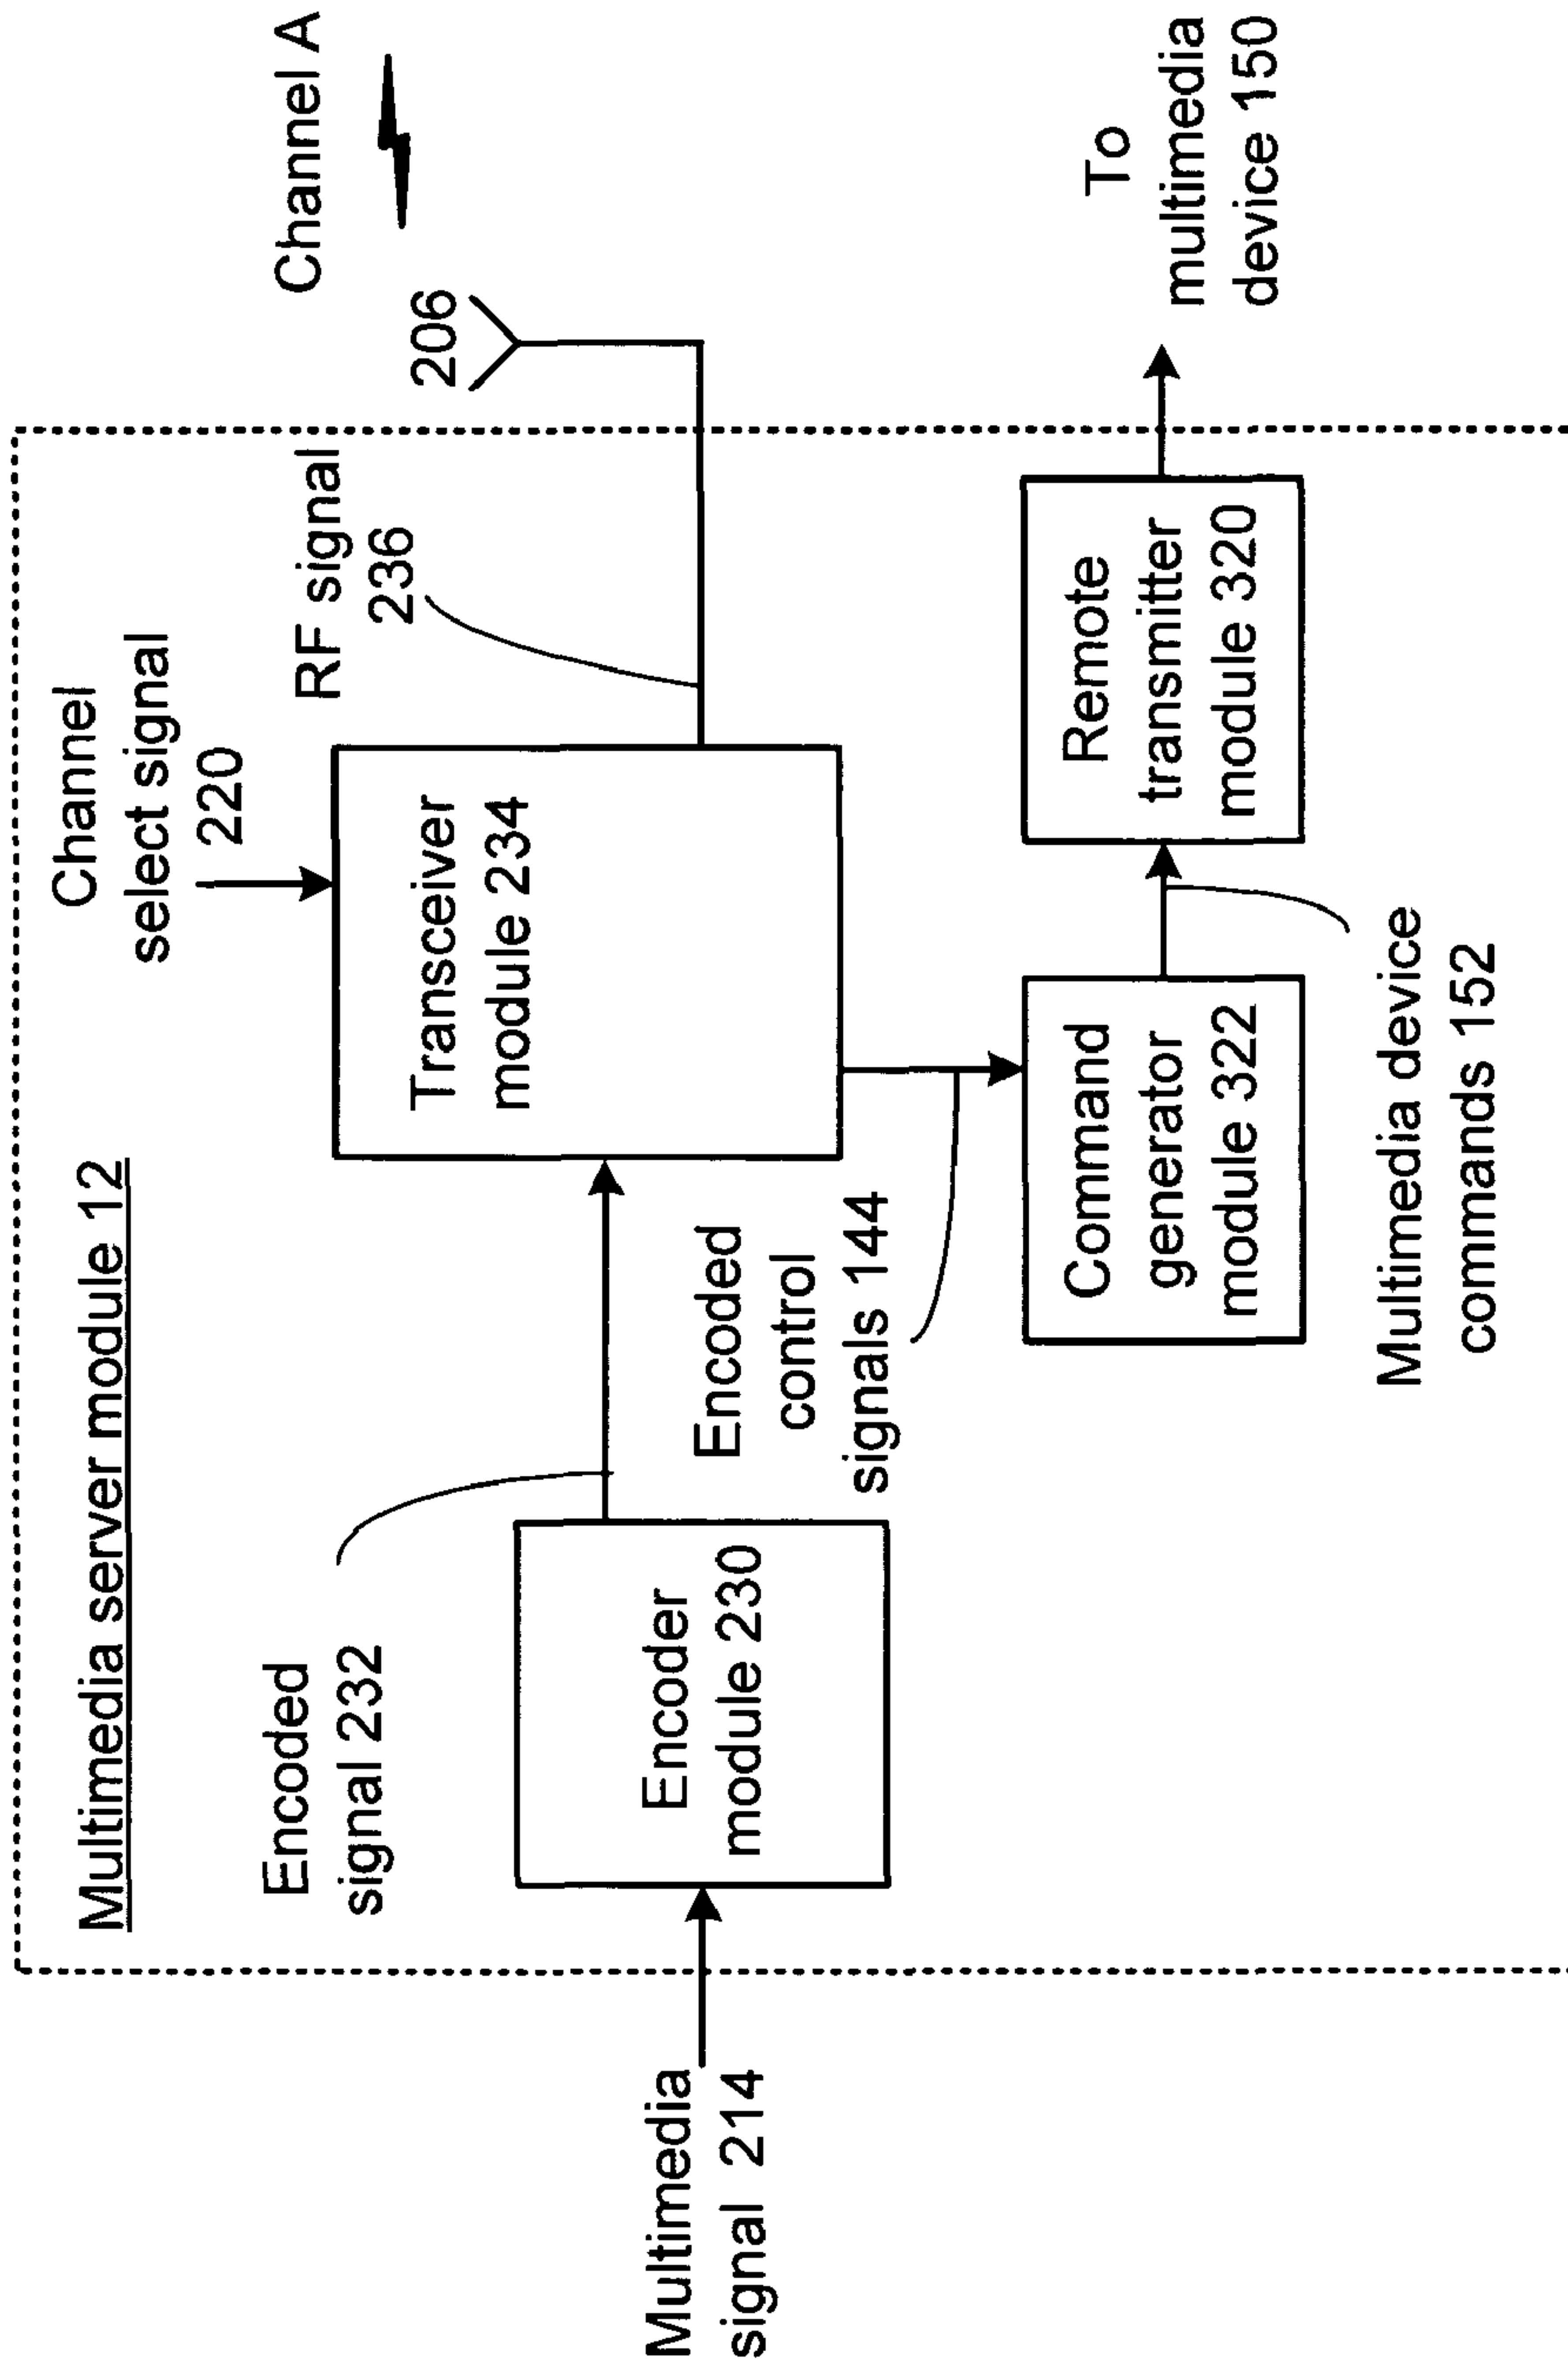 Multimedia server module 12
Channel
select signal
220
Channel A
206
RF signal
236
Encoded
signal 232
Transceiver
module 234
Multimedia
signal 214
Encoder
module 230
Encoded
control
signals 144
Command
generator
module 322
Remote
transmitter
module 320
To
multimedia
device 150
Multimedia device
commands 152